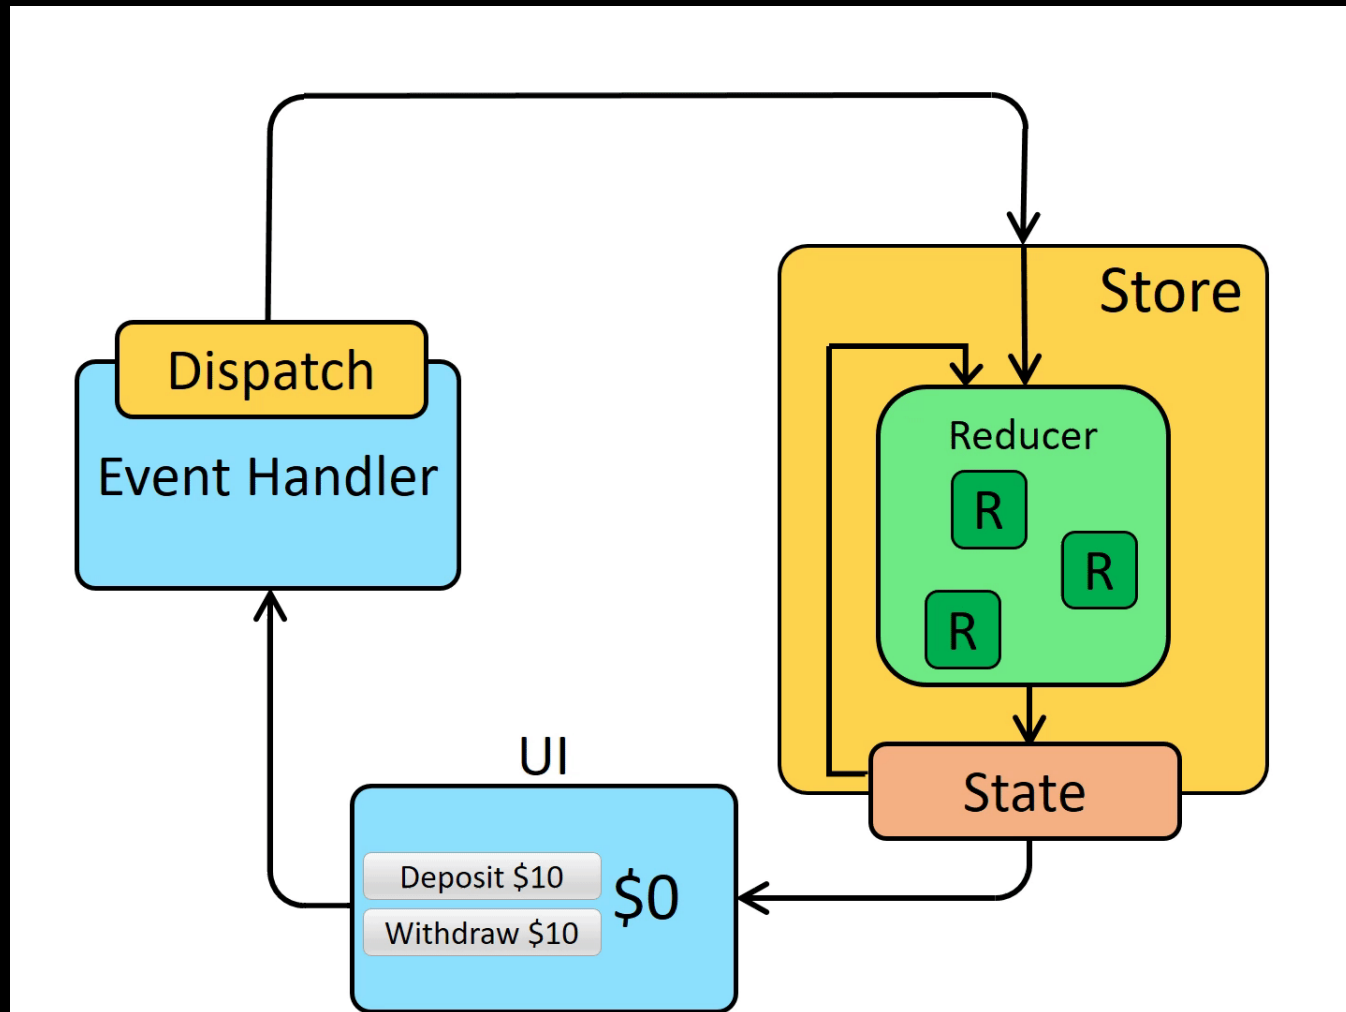 Store
Dispatch
Event Handler
Reducer
R
R
R
UI
State
Deposit $10
$0
Withdraw $10